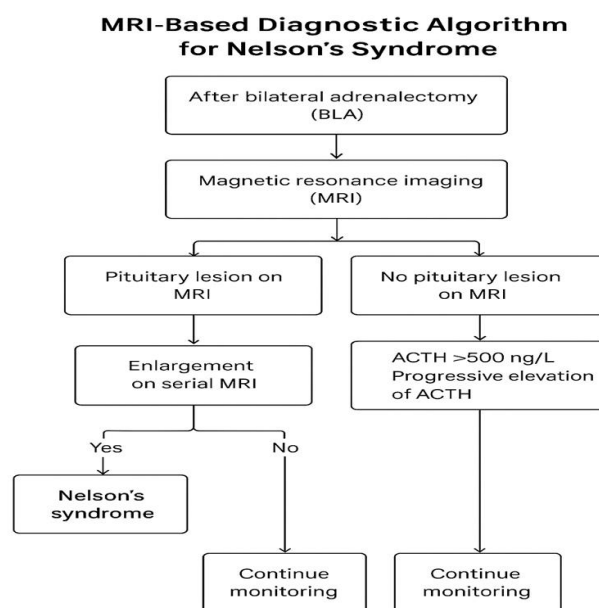 MRI-Based Diagnostic Algorithm
for Nelson's Syndrome
After bilateral adrenalectomy
(BLA)
Magnetic resonance imaging
(MRI)
Pituitary lesion on
MRI
No pituitary lesion
on MRI
Enlargement
on serial MRI
ACTH >500 ng/L
Progressive elevation
of ACTH
Yes
No
Nelson's
syndrome
Continue
monitoring
Continue
monitoring